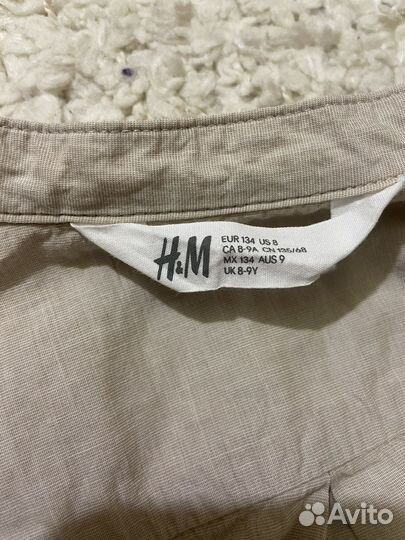 H&M
EUR 134 US 8
CA 8-9A CN 135/68
MX 134 AUS 9
UK 8-9Y
Avito